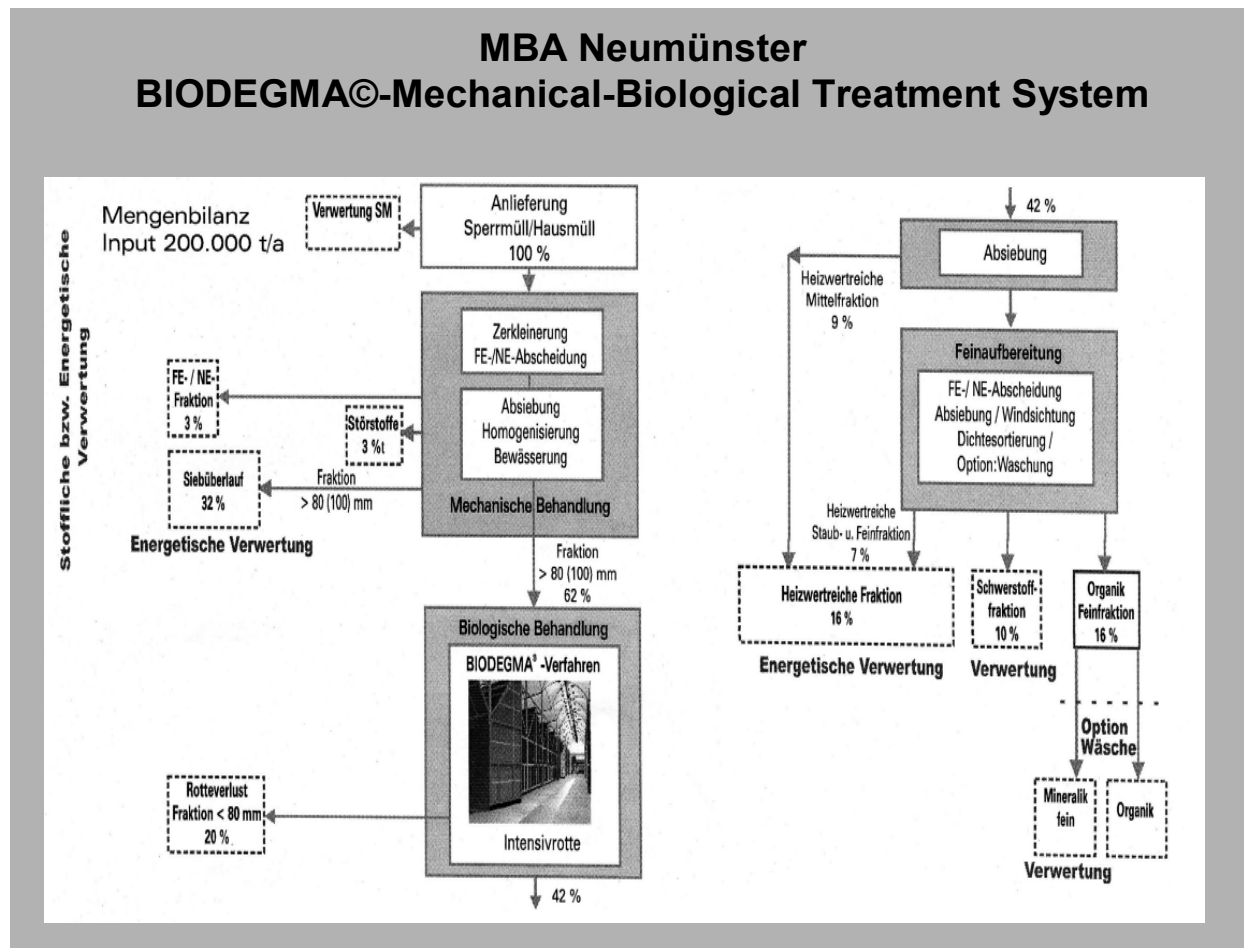 MBA Neumünster
BIODEGMA©-Mechanical-Biological Treatment System
Mengenbilanz
Input 200.000 t/a
Stoffliche bzw. Energetische
Verwertung
Verwertung SM
Anlieferung
Sperrmüll/Hausmüll
100 %
Zerkleinerung
FE-/NE-Abscheidung
Absiebung
Homogenisierung
Bewässerung
Mechanische Behandlung
FE- / NE-
Fraktion
3 %
Störstoffe
3 %t
Siebüberlauf
32 %
Fraktion
> 80 (100) mm
Energetische Verwertung
Fraktion
> 80 (100) mm
62 %
Biologische Behandlung
BIODEGMA® -Verfahren
Intensivrotte
Rotteverlust
Fraktion < 80 mm
20 %
42 %
42 %
Absiebung
Heizwertreiche
Mittelfraktion
9 %
Feinaufbereitung
FE-/ NE-Abscheidung
Absiebung / Windsichtung
Dichtesortierung /
Option:Waschung
Heizwertreiche
Staub- u. Feinfraktion
7 %
Heizwertreiche Fraktion
16 %
Energetische Verwertung
Schwerstoff-
fraktion
10 %
Verwertung
Organik
Feinfraktion
16 %
Option
Wäsche
Mineralik
fein
Organik
Verwertung